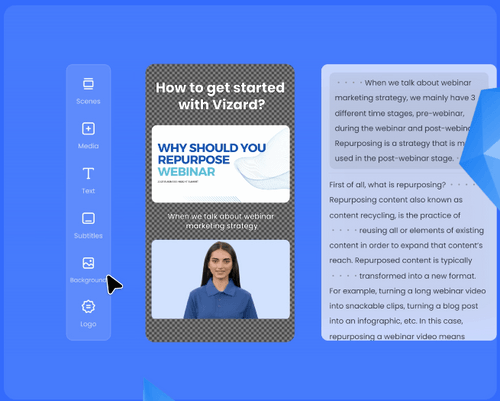 Scenes
Media
Text
Subtitles
Background
Logo
How to get started
with Vizard?
WHY SHOULD YOU
REPURPOSE
WEBINAR
When we talk about webinar
marketing strategy
· · · · When we talk about webinar
marketing strategy, we mainly have 3
different time stages, pre-webinar,
during the webinar and post-webinar
Repurposing is a strategy that is
used in the post-webinar stage. ·
First of all, what is repurposing? · · · ·
Repurposing content also known as
content recycling, is the practice of
· · · · reusing all or elements of existing
content in order to expand that content's
reach. Repurposed content is typically
· · · · transformed into a new format.
For example, turning a long webinar video
into snackable clips, turning a blog post
into an infographic, etc. In this case,
repurposing a webinar video means